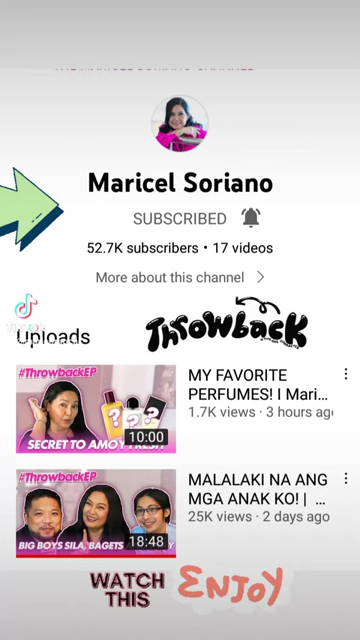 Maricel Soriano
SUBSCRIBED
52.7K subscribers • 17 videos
More about this channel
Uploads
Throwback
#ThrowbackEP
SECRET TO AMOY FRESH
10:00
MY FAVORITE
PERFUMES! I Mari...
1.7K views · 3 hours ago
#ThrowbackEP
BIG BOYS SILA, BAGETS
18:48
MALALAKI NA ANG
MGA ANAK KO! | ...
25K views · 2 days ago
WATCH
THIS
ENJOY